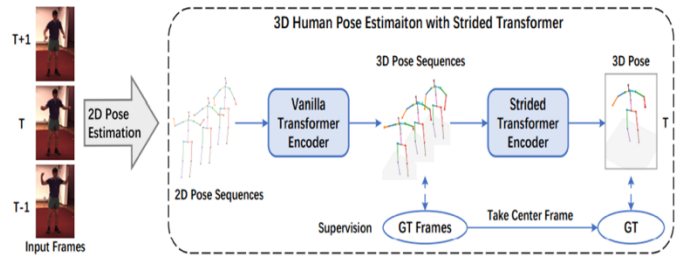 3D Human Pose Estimaiton with Strided Transformer
T+1
T
T-1
Input Frames
2D Pose
Estimation
2D Pose Sequences
Vanilla
Transformer
Encoder
3D Pose Sequences
Strided
Transformer
Encoder
3D Pose
T
Supervision
GT Frames
Take Center Frame
GT